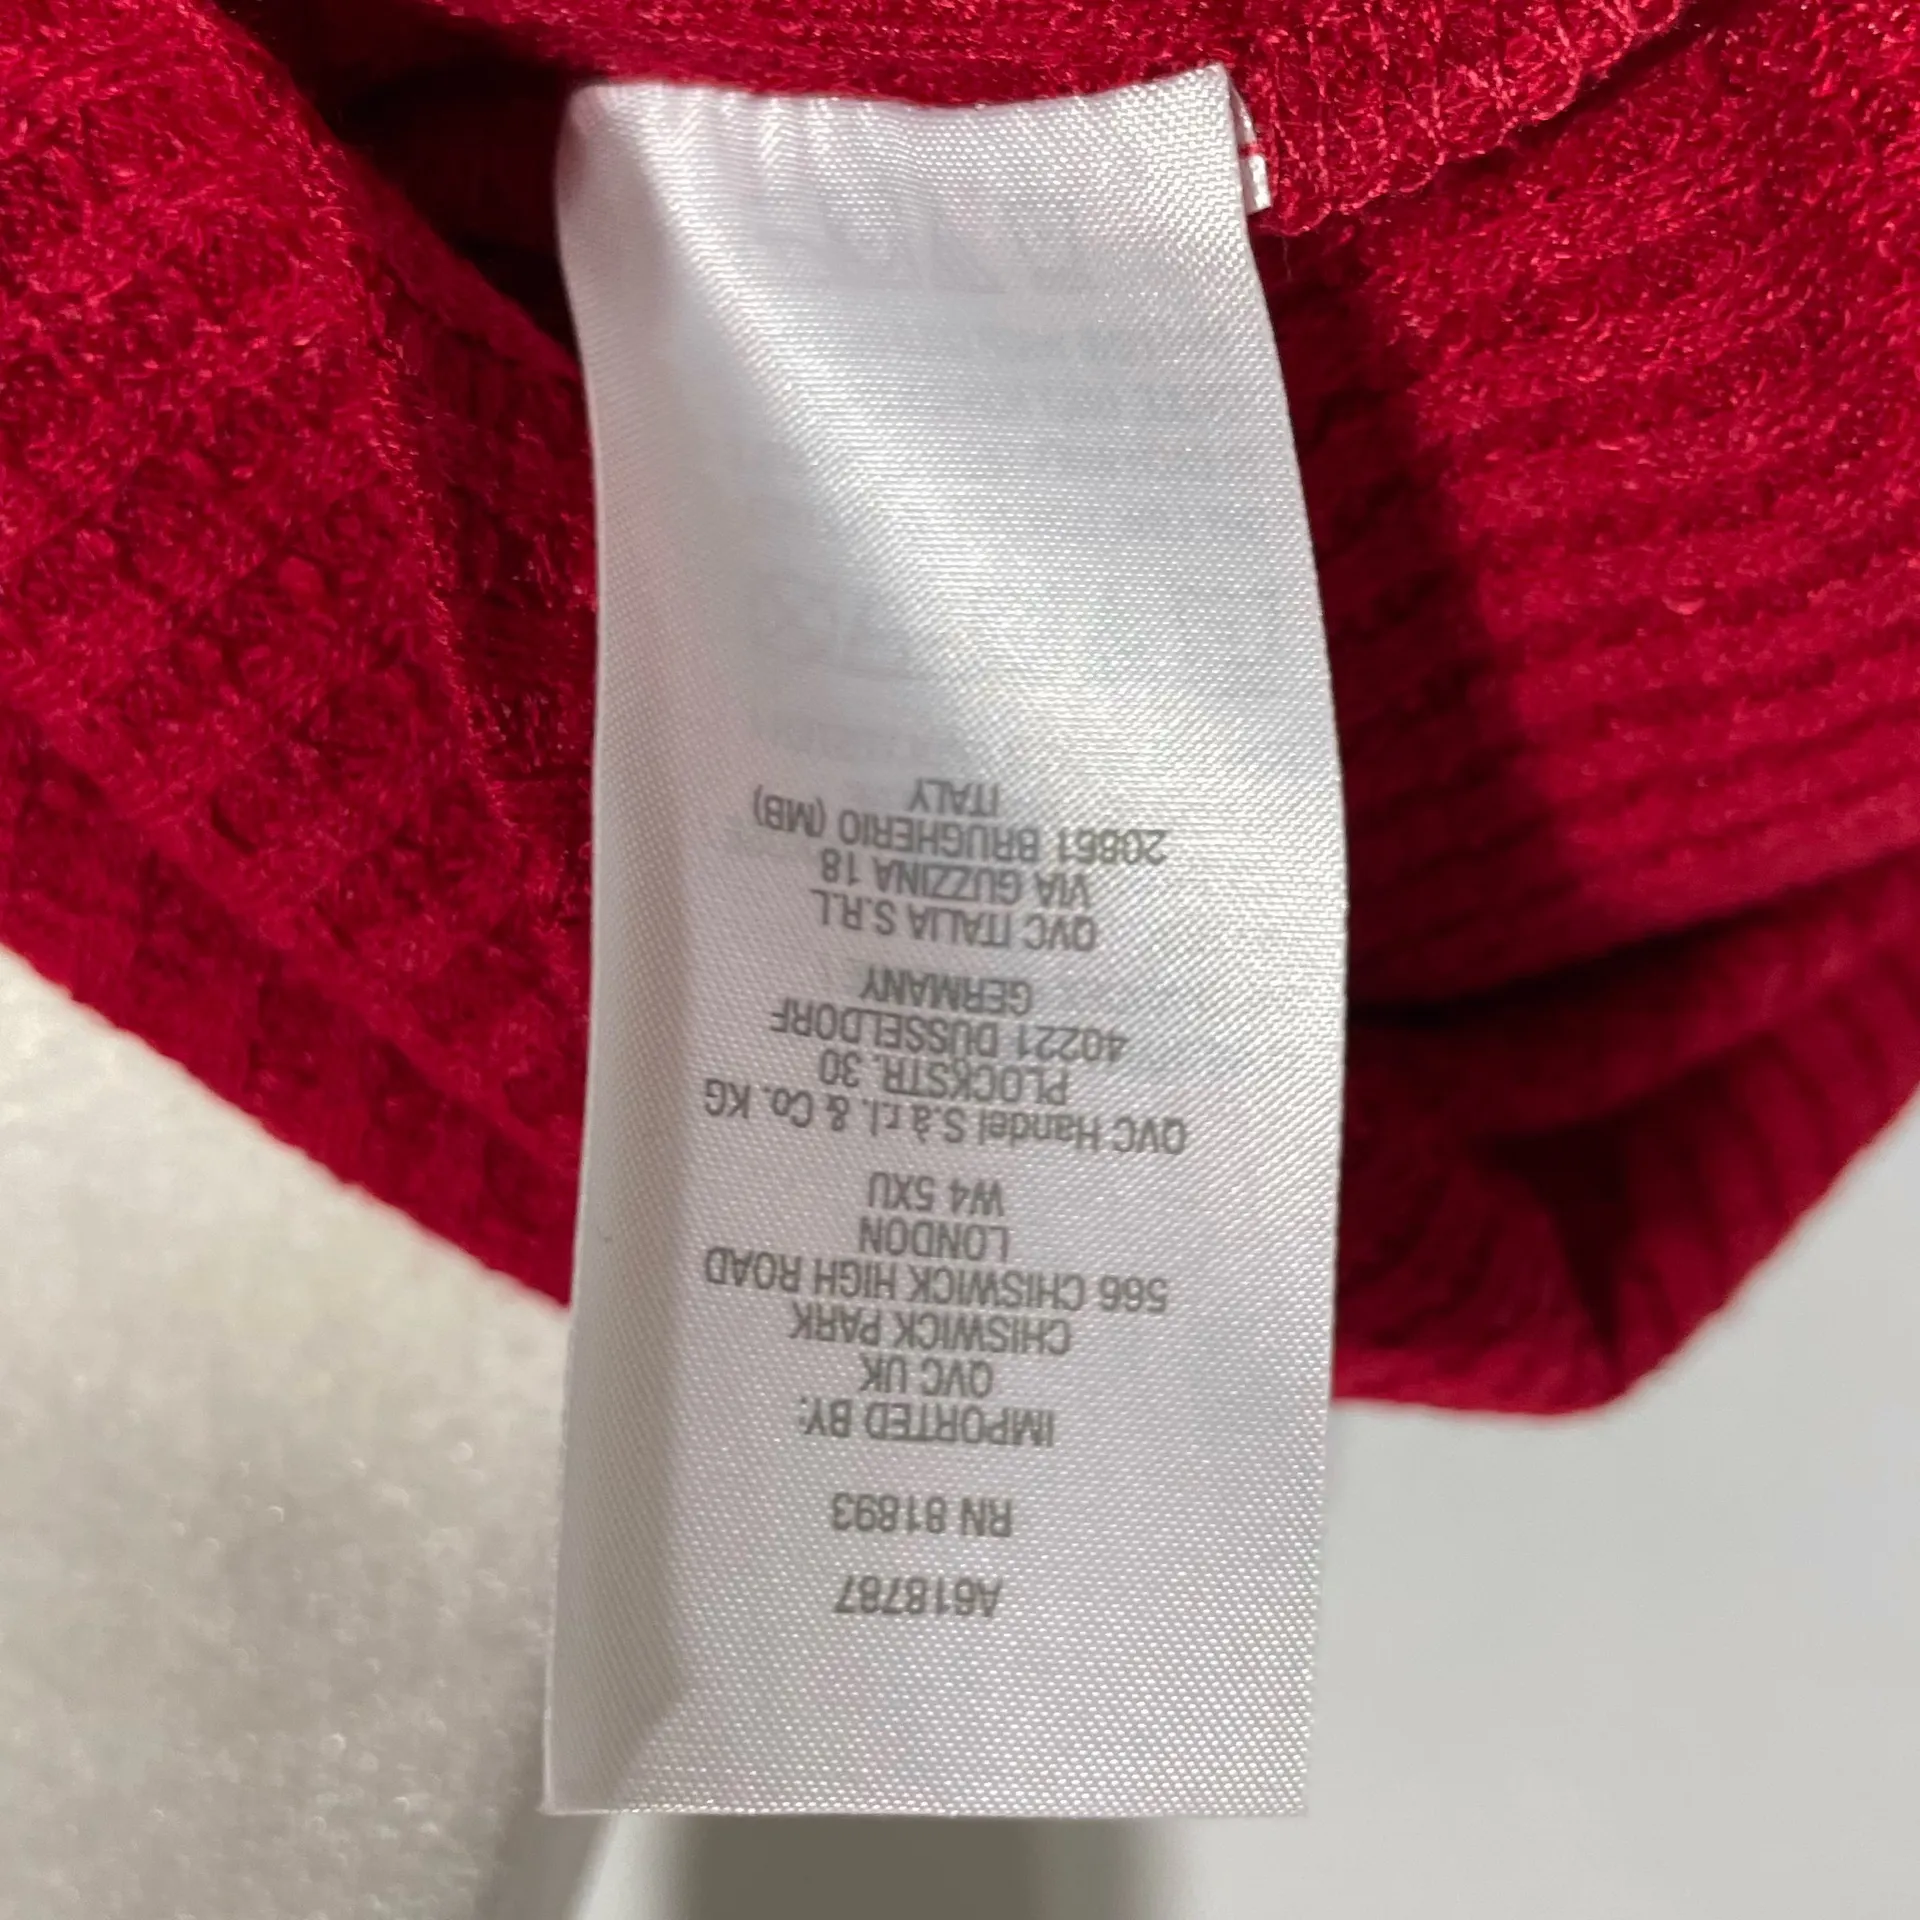 A618787
RN 81893
IMPORTED BY:
QVC UK
CHISWICK PARK
566 CHISWICK HIGH ROAD
LONDON
W4 5XU
QVC Handel S.à r.l. & Co. KG
PLOCKSTR. 30
40221 DÜSSELDORF
GERMANY
QVC ITALIA S.R.L
VIA GUZZINA 18
20861 BRUGHERIO (MB)
ITALY